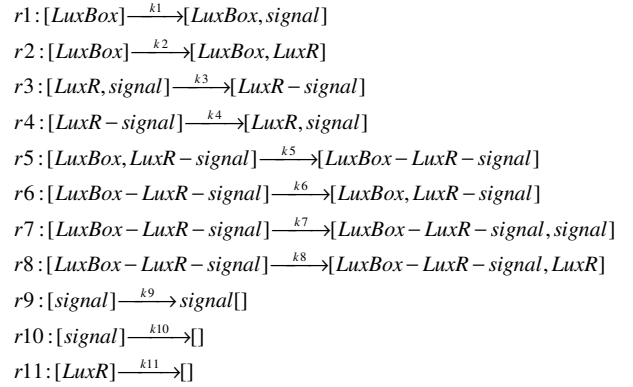 r1:[LuxBox] —k1→ [LuxBox, signal]
r2:[LuxBox] —k2→ [LuxBox, LuxR]
r3:[LuxR, signal] —k3→ [LuxR − signal]
r4:[LuxR − signal] —k4→ [LuxR, signal]
r5:[LuxBox, LuxR − signal] —k5→ [LuxBox − LuxR − signal]
r6:[LuxBox − LuxR − signal] —k6→ [LuxBox, LuxR − signal]
r7:[LuxBox − LuxR − signal] —k7→ [LuxBox − LuxR − signal, signal]
r8:[LuxBox − LuxR − signal] —k8→ [LuxBox − LuxR − signal, LuxR]
r9:[signal] —k9→ signal[]
r10:[signal] —k10→ []
r11:[LuxR] —k11→ []